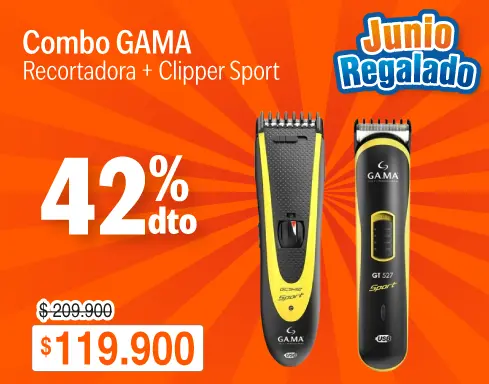 Combo GAMA
Recortadora + Clipper Sport
Junio
Regalado
42% dto
$ 209.900
$119.900
Sport
GAMA
USB
GAMA
GT 527
Sport
USB